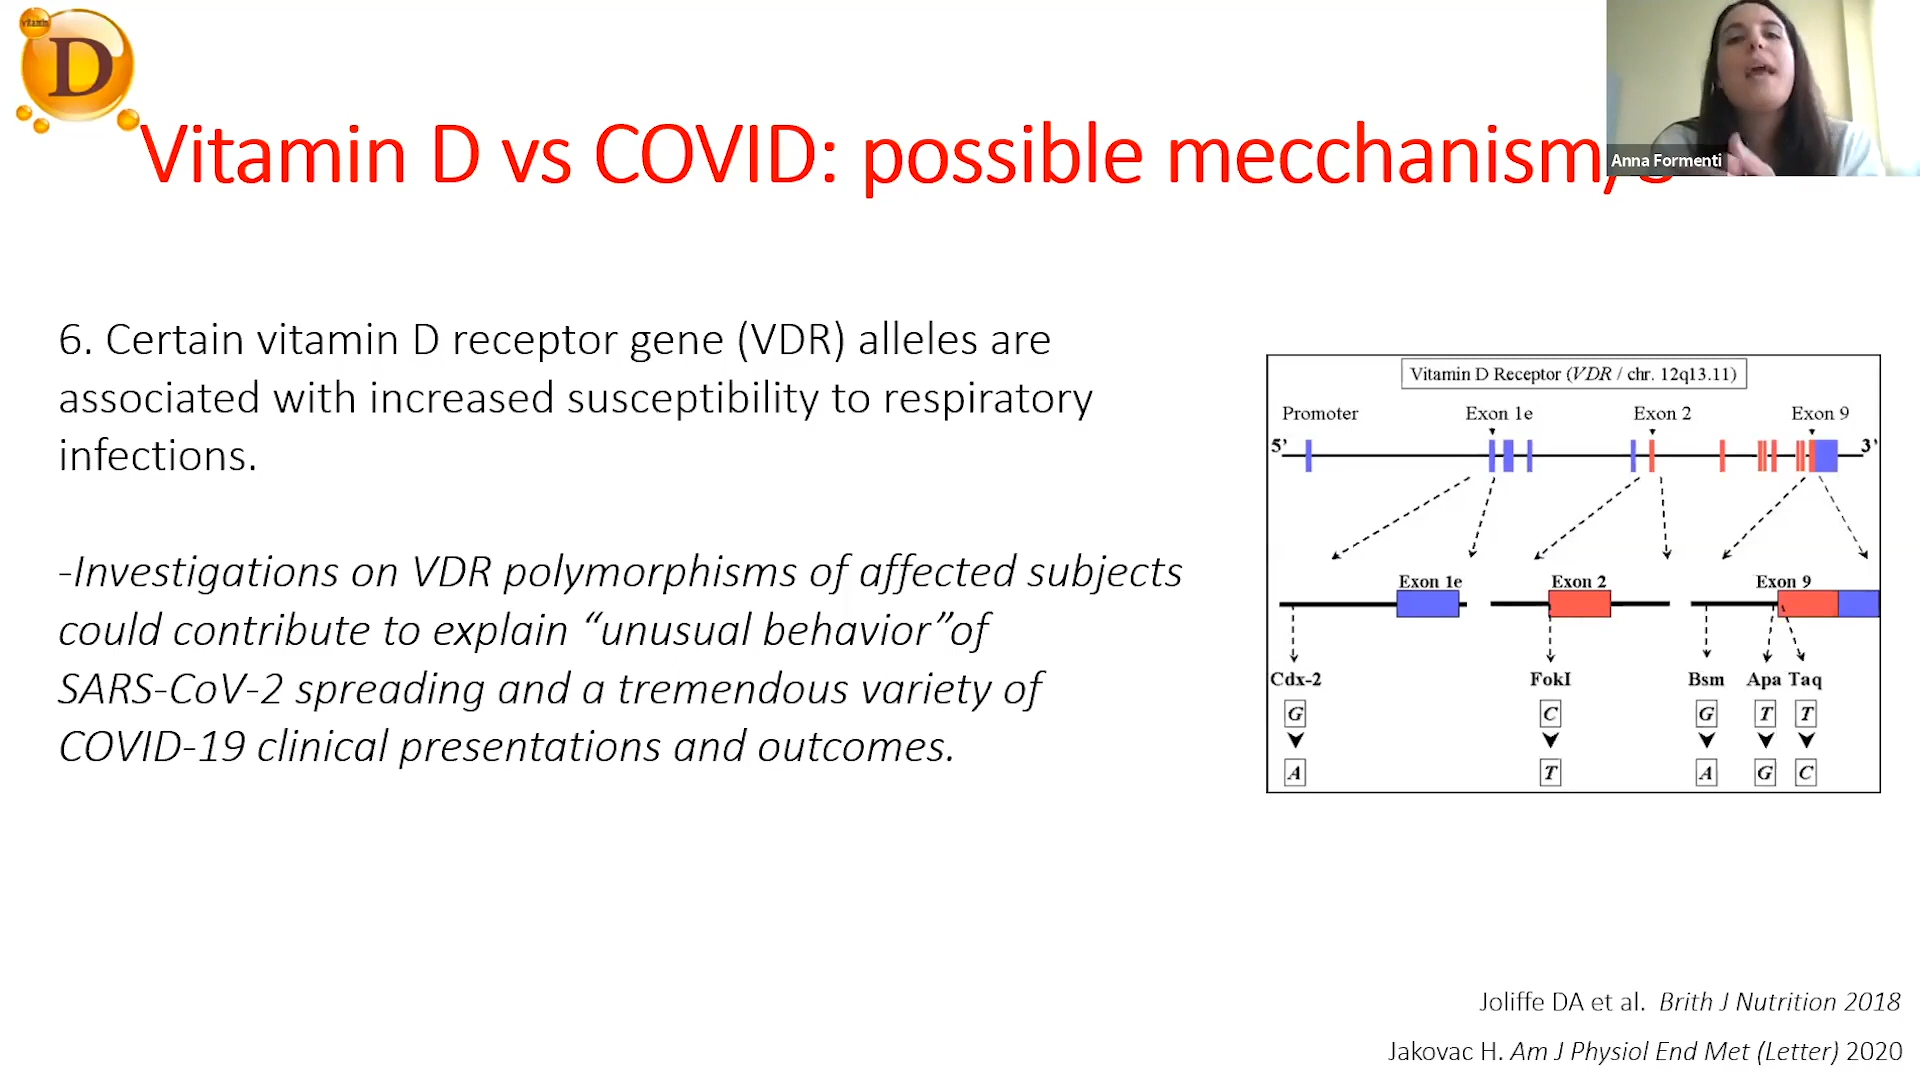 vitamin
D
Vitamin D vs COVID: possible mecchanism/s
Anna Formenti
6. Certain vitamin D receptor gene (VDR) alleles are
associated with increased susceptibility to respiratory
infections.
-Investigations on VDR polymorphisms of affected subjects
could contribute to explain “unusual behavior”of
SARS-CoV-2 spreading and a tremendous variety of
COVID-19 clinical presentations and outcomes.
Vitamin D Receptor (VDR / chr. 12q13.11)
Promoter Exon 1e Exon 2 Exon 9
5’ 3’
Exon 1e Exon 2 Exon 9
Cdx-2 FokI Bsm Apa Taq
G C G T T
A T A G C
Joliffe DA et al. Brith J Nutrition 2018
Jakovac H. Am J Physiol End Met (Letter) 2020